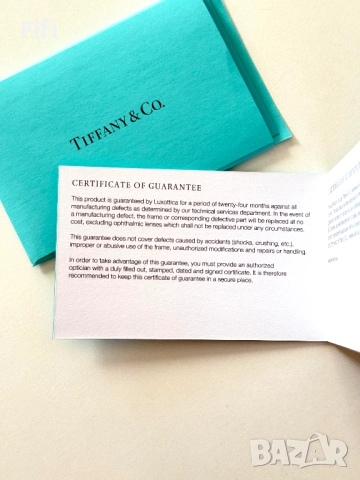 TIFFANY & CO.
CERTIFICATE OF GUARANTEE
This product is guaranteed by Luxottica for a period of twenty-four months against all
manufacturing defects as determined by our technical services department. In the event of
a manufacturing defect, the frame or corresponding defective part will be replaced at no
cost, excluding ophthalmic lenses which shall not be replaced under any circumstances.
This guarantee does not cover defects caused by accidents (shocks, crushing, etc.),
improper or abusive use of the frame, unauthorized modifications and repairs or handling.
In order to take advantage of this guarantee, you must provide an authorized
optician with a duly filled out, stamped, dated and signed certificate. It is therefore
recommended to keep this certificate of guarantee in a secure place.
BAZAR